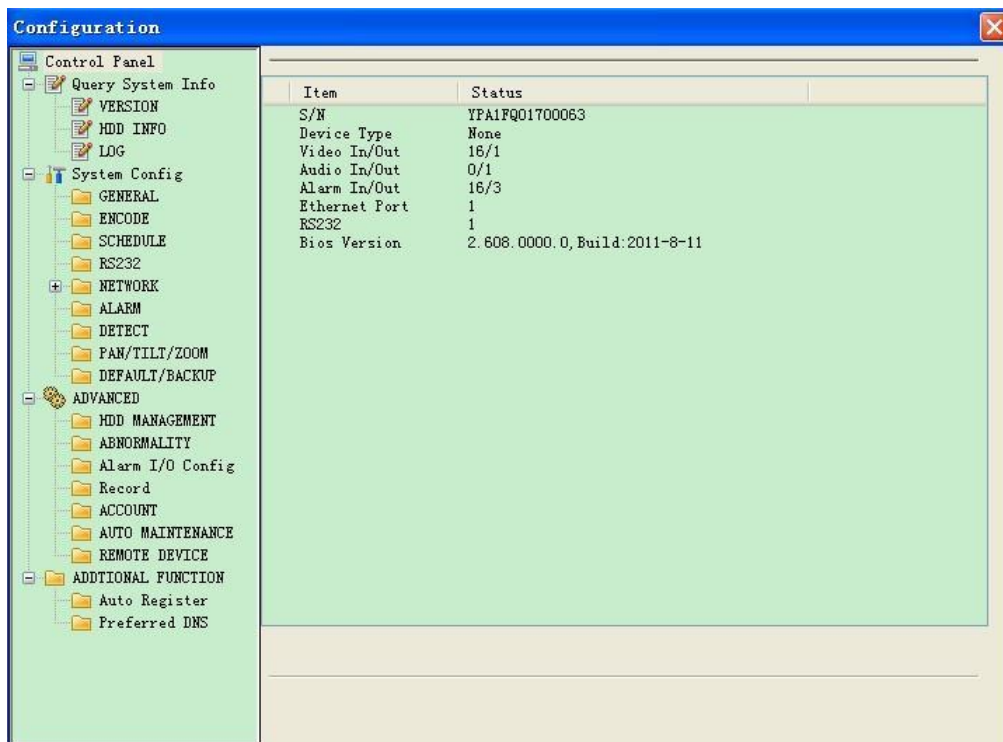 Configuration
Control Panel
Query System Info
VERSION
HDD INFO
LOG
System Config
GENERAL
ENCODE
SCHEDULE
RS232
NETWORK
ALARM
DETECT
PAN/TILT/ZOOM
DEFAULT/BACKUP
ADVANCED
HDD MANAGEMENT
ABNORMALITY
Alarm I/O Config
Record
ACCOUNT
AUTO MAINTENANCE
REMOTE DEVICE
ADDTIONAL FUNCTION
Auto Register
Preferred DNS
Item Status
S/N YPA1FQ01700063
Device Type None
Video In/Out 16/1
Audio In/Out 0/1
Alarm In/Out 16/3
Ethernet Port 1
RS232 1
Bios Version 2.608.0000.0,Build:2011-8-11